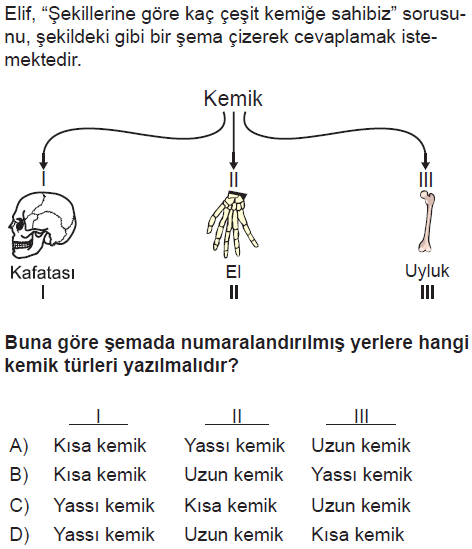 Elif, “Şekillerine göre kaç çeşit kemiğe sahibiz” sorusu-
nu, şekildeki gibi bir şema çizerek cevaplamak iste-
mektedir.
Kemik
I II III
Kafatası El Uyluk
I II III
Buna göre şemada numaralandırılmış yerlere hangi
kemik türleri yazılmalıdır?
I II III
A) Kısa kemik Yassı kemik Uzun kemik
B) Kısa kemik Uzun kemik Yassı kemik
C) Yassı kemik Kısa kemik Uzun kemik
D) Yassı kemik Uzun kemik Kısa kemik